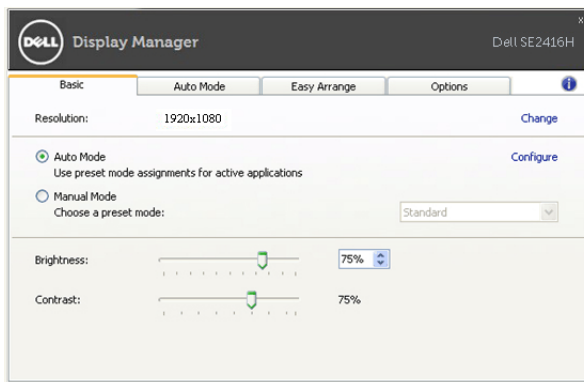 x
DELL Display Manager Dell SE2416H
Basic Auto Mode Easy Arrange Options i
Resolution: 1920x1080 Change
Auto Mode Configure
Use preset mode assignments for active applications
Manual Mode
Choose a preset mode: Standard
Brightness: 75%
Contrast: 75%